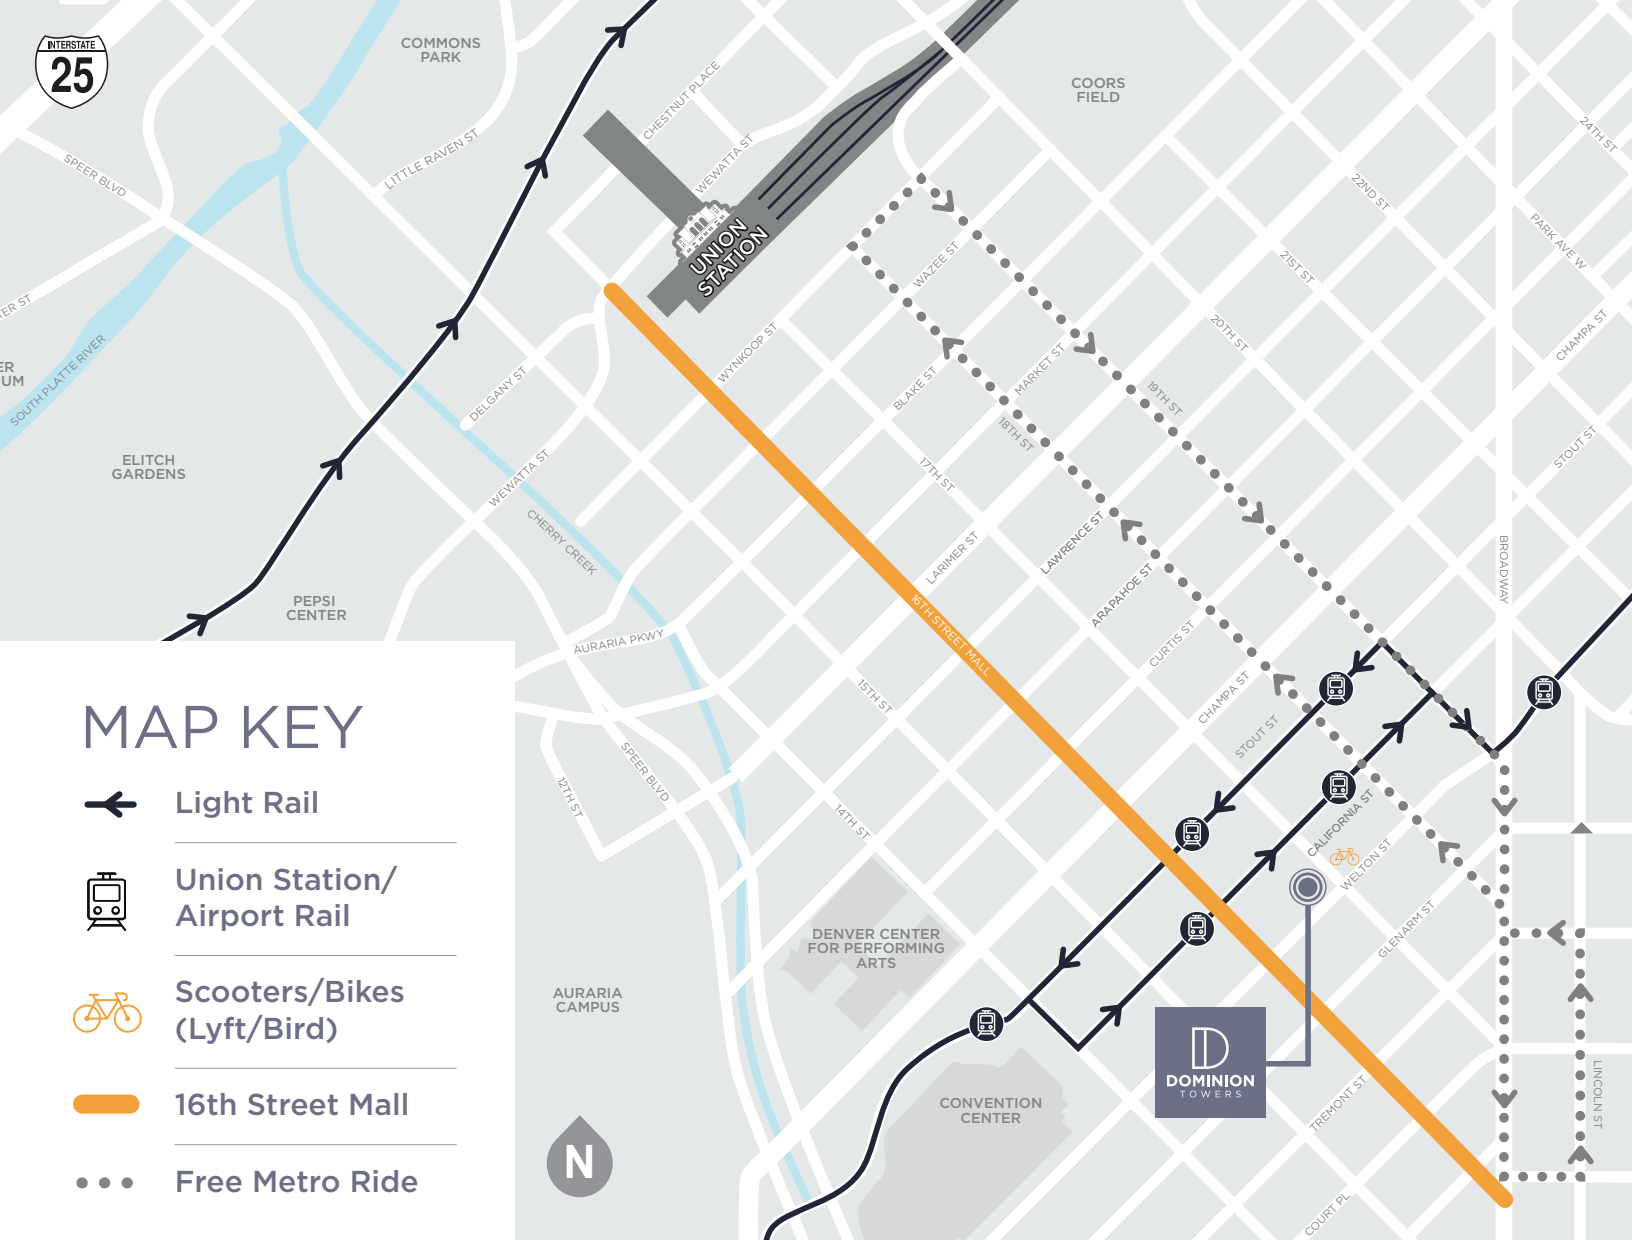 INTERSTATE
25
COMMONS
PARK
COORS
FIELD
CHESTNUT PLACE
LITTLE RAVEN ST
WEWATTA ST
SPEER BLVD
24TH ST
22ND ST
PARK AVE W
UNION
STATION
WAZEE ST
21ST ST
ER ST
SOUTH PLATTE RIVER
ER
UM
20TH ST
CHAMPA ST
WYNKOOP ST
MARKET ST
BLAKE ST
DELGANY ST
19TH ST
18TH ST
STOUT ST
ELITCH
GARDENS
WEWATTA ST
17TH ST
CHERRY CREEK
LARIMER ST
LAWRENCE ST
ARAPAHOE ST
BROADWAY
PEPSI
CENTER
AURARIA PKWY
16TH STREET MALL
CURTIS ST
CHAMPA ST
STOUT ST
15TH ST
SPEER BLVD
12TH ST
14TH ST
CALIFORNIA ST
WELTON ST
GLENARM ST
DENVER CENTER
FOR PERFORMING
ARTS
AURARIA
CAMPUS
DOMINION
TOWERS
CONVENTION
CENTER
TREMONT ST
LINCOLN ST
COURT PL
N
MAP KEY
Light Rail
Union Station/
Airport Rail
Scooters/Bikes
(Lyft/Bird)
16th Street Mall
Free Metro Ride